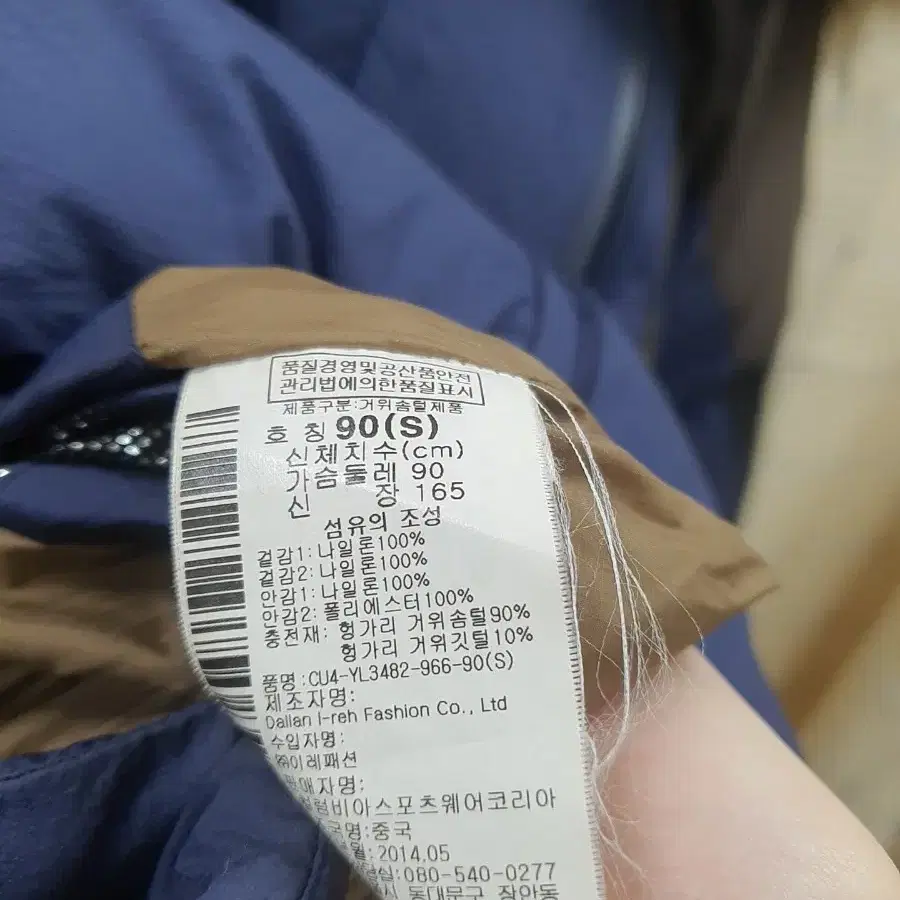 품질경영및공산품안전
관리법에의한품질표시
제품구분:거위솜털제품
호 칭 90(S)
신체치수(cm)
가슴둘레 90
신 장 165
섬유의 조성
겉감1: 나일론100%
겉감2: 나일론100%
안감1: 나일론100%
안감2: 폴리에스터100%
충전재: 헝가리 거위솜털90%
헝가리 거위깃털10%
품명:CU4-YL3482-966-90(S)
제조자명:
Dalian I-reh Fashion Co., Ltd
수입자명:
㈜이레패션
매자명:
럼비아스포츠웨어코리아
국명:중국
월:2014.05
실:080-540-0277
시 동대문구 장안동